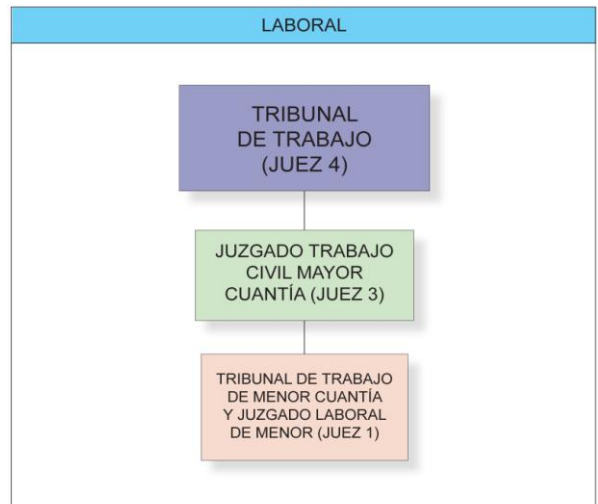 LABORAL
TRIBUNAL
DE TRABAJO
(JUEZ 4)
JUZGADO TRABAJO
CIVIL MAYOR
CUANTÍA (JUEZ 3)
TRIBUNAL DE TRABAJO
DE MENOR CUANTÍA
Y JUZGADO LABORAL
DE MENOR (JUEZ 1)